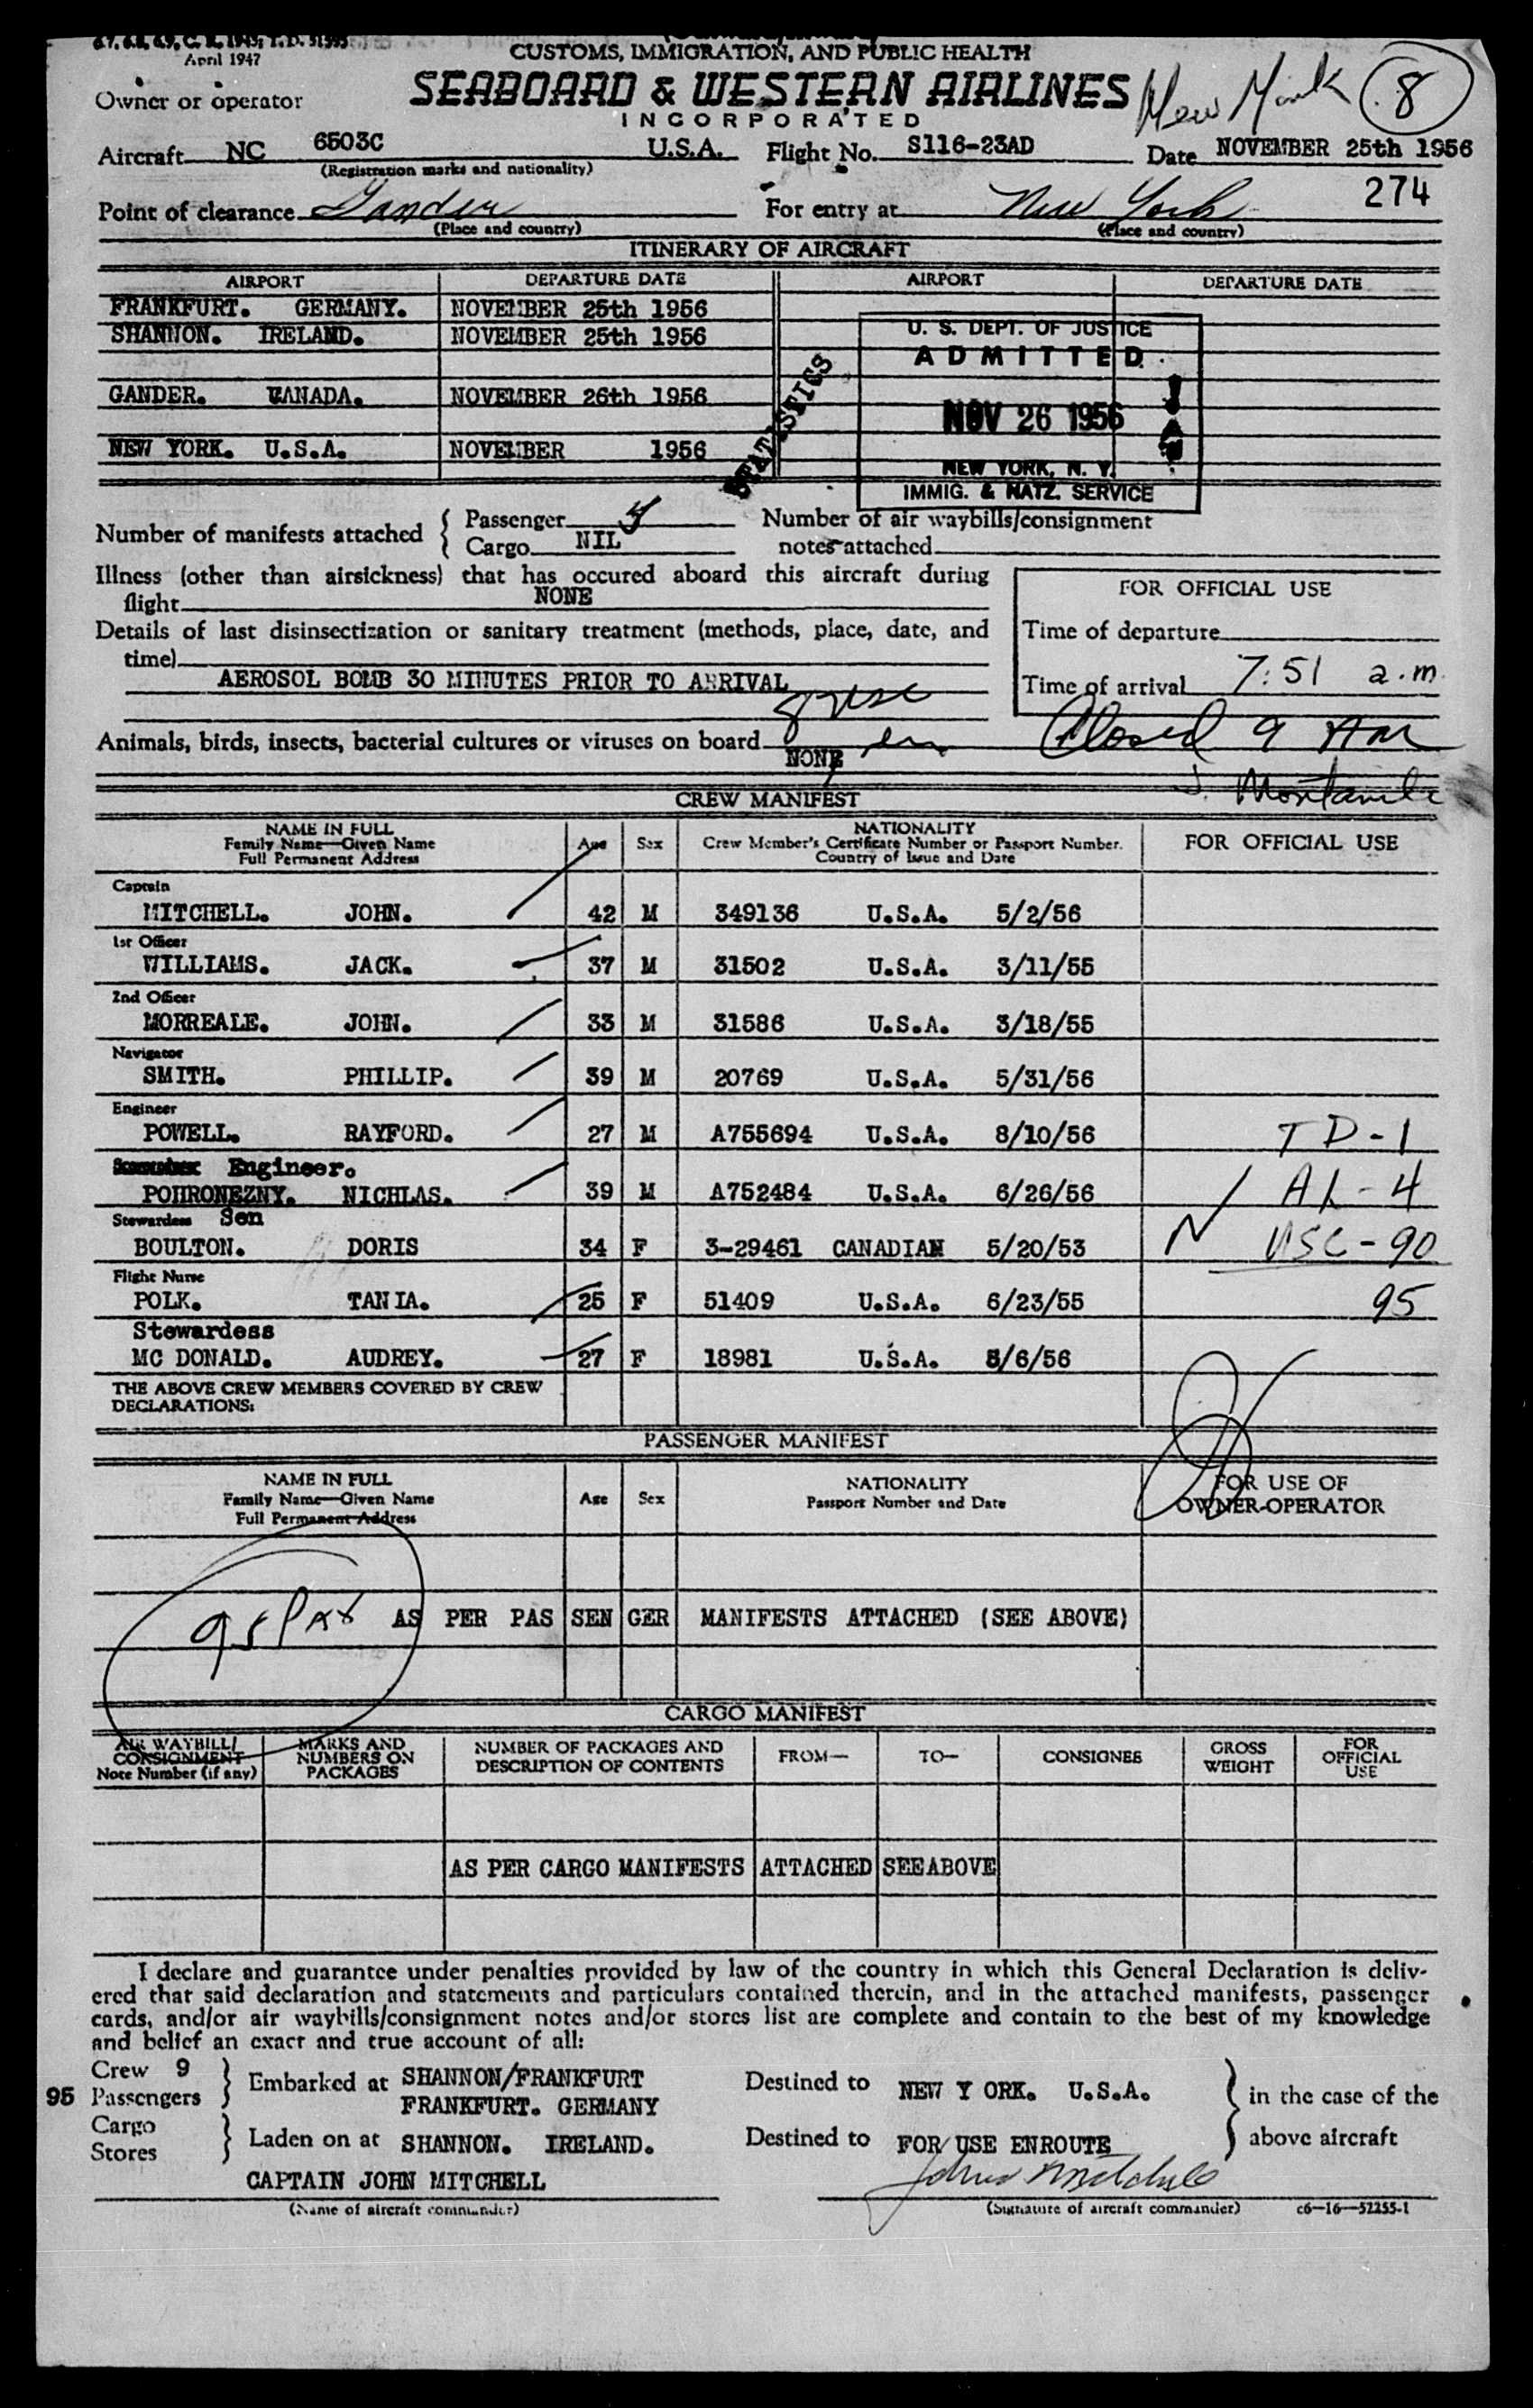 April 1947
CUSTOMS, IMMIGRATION, AND PUBLIC HEALTH
Owner or operator
SEABOARD & WESTERN AIRLINES
INCORPORATED
8
Aircraft NC 6503C U.S.A. Flight No. S116-23AD Date NOVEMBER 25th 1956
(Registration marks and nationality)
274
Point of clearance Gander For entry at New York
(Place and country) (Place and country)
ITINERARY OF AIRCRAFT
AIRPORT DEPARTURE DATE AIRPORT DEPARTURE DATE
FRANKFURT. GERMANY. NOVEMBER 25th 1956
SHANNON. IRELAND. NOVEMBER 25th 1956
GANDER. CANADA. NOVEMBER 26th 1956
NEW YORK. U.S.A. NOVEMBER 1956
STATISTICS
U. S. DEPT. OF JUSTICE
ADMITTED
NOV 26 1956
NEW YORK, N. Y.
IMMIG. & NATZ. SERVICE
Number of manifests attached { Passenger
Cargo NIL
Number of air waybills/consignment
notes attached
Illness (other than airsickness) that has occured aboard this aircraft during
flight NONE
Details of last disinsectization or sanitary treatment (methods, place, date, and
time)
AEROSOL BOMB 30 MINUTES PRIOR TO ARRIVAL
FOR OFFICIAL USE
Time of departure
Time of arrival 7:51 a.m.
Closed 9 AM
Animals, birds, insects, bacterial cultures or viruses on board
NONE
CREW MANIFEST
NAME IN FULL
Family Name—Given Name
Full Permanent Address
Age Sex
NATIONALITY
Crew Member's Certificate Number or Passport Number.
Country of Issue and Date
FOR OFFICIAL USE
Captain
MITCHELL. JOHN. 42 M 349136 U.S.A. 5/2/56
1st Officer
WILLIAMS. JACK. 37 M 31502 U.S.A. 3/11/55
2nd Officer
MORREALE. JOHN. 33 M 31586 U.S.A. 3/18/55
Navigator
SMITH. PHILLIP. 39 M 20769 U.S.A. 5/31/56
Engineer
POWELL. RAYFORD. 27 M A755694 U.S.A. 8/10/56 TD-1
Engineer.
POHRONEZNY. NICHLAS. 39 M A752484 U.S.A. 6/26/56 AL-4
Stewardess Sen
BOULTON. DORIS 34 F 3-29461 CANADIAN 5/20/53 USC-90
Flight Nurse
POLK. TANIA. 25 F 51409 U.S.A. 6/23/55 95
Stewardess
MC DONALD. AUDREY. 27 F 18981 U.S.A. 5/6/56
THE ABOVE CREW MEMBERS COVERED BY CREW
DECLARATIONS:
PASSENGER MANIFEST
NAME IN FULL
Family Name—Given Name
Full Permanent Address
Age Sex
NATIONALITY
Passport Number and Date
FOR USE OF
OWNER-OPERATOR
95 Pax AS PER PAS SEN GER MANIFESTS ATTACHED (SEE ABOVE)
CARGO MANIFEST
AIR WAYBILL/
CONSIGNMENT
Note Number (if any)
MARKS AND
NUMBERS ON
PACKAGES
NUMBER OF PACKAGES AND
DESCRIPTION OF CONTENTS
FROM— TO— CONSIGNEE
GROSS
WEIGHT
FOR
OFFICIAL
USE
AS PER CARGO MANIFESTS ATTACHED SEE ABOVE
I declare and guarantee under penalties provided by law of the country in which this General Declaration is deliv-
ered that said declaration and statements and particulars contained therein, and in the attached manifests, passenger
cards, and/or air waybills/consignment notes and/or stores list are complete and contain to the best of my knowledge
and belief an exact and true account of all:
Crew 9
95 Passengers } Embarked at SHANNON/FRANKFURT
FRANKFURT. GERMANY
Destined to NEW Y ORK. U.S.A.
Cargo
Stores } Laden on at SHANNON. IRELAND. Destined to FOR USE ENROUTE
} in the case of the
above aircraft
CAPTAIN JOHN MITCHELL John Mitchell
(Name of aircraft commander) (Signature of aircraft commander) c6—16—52255-1